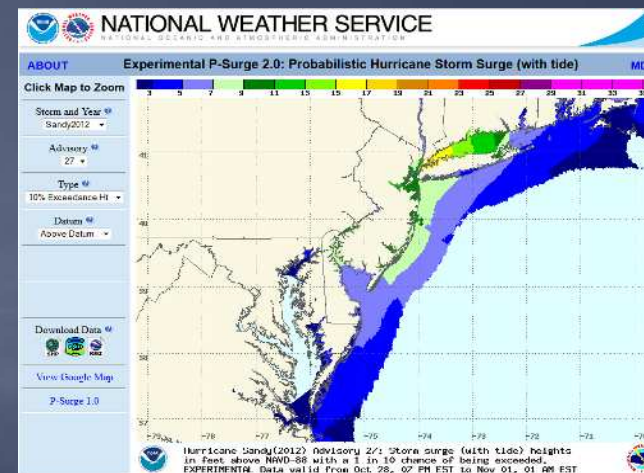 NATIONAL WEATHER SERVICE
NATIONAL OCEANIC AND ATMOSPHERIC ADMINISTRATION
ABOUT
Experimental P-Surge 2.0: Probabilistic Hurricane Storm Surge (with tide)
Click Map to Zoom
3 5 7 9 11 13 15 17 19 21 23 25 27 29 31 33
Storm and Year
Sandy2012
Advisory
27
Type
10% Exceedance Ht
Datum
Above Datum
Download Data
View Google Map
P-Surge 1.0
41
40
39
38
37
-79 -78 -77 -76 -75 -74 -73 -72 -71
Hurricane Sandy(2012) Advisory 27: Storm surge (with tide) heights
in feet above NAVD-88 with a 1 in 10 chance of being exceeded.
EXPERIMENTAL Data valid from Oct 28, 07 PM EST to Nov 01, 01 AM EST